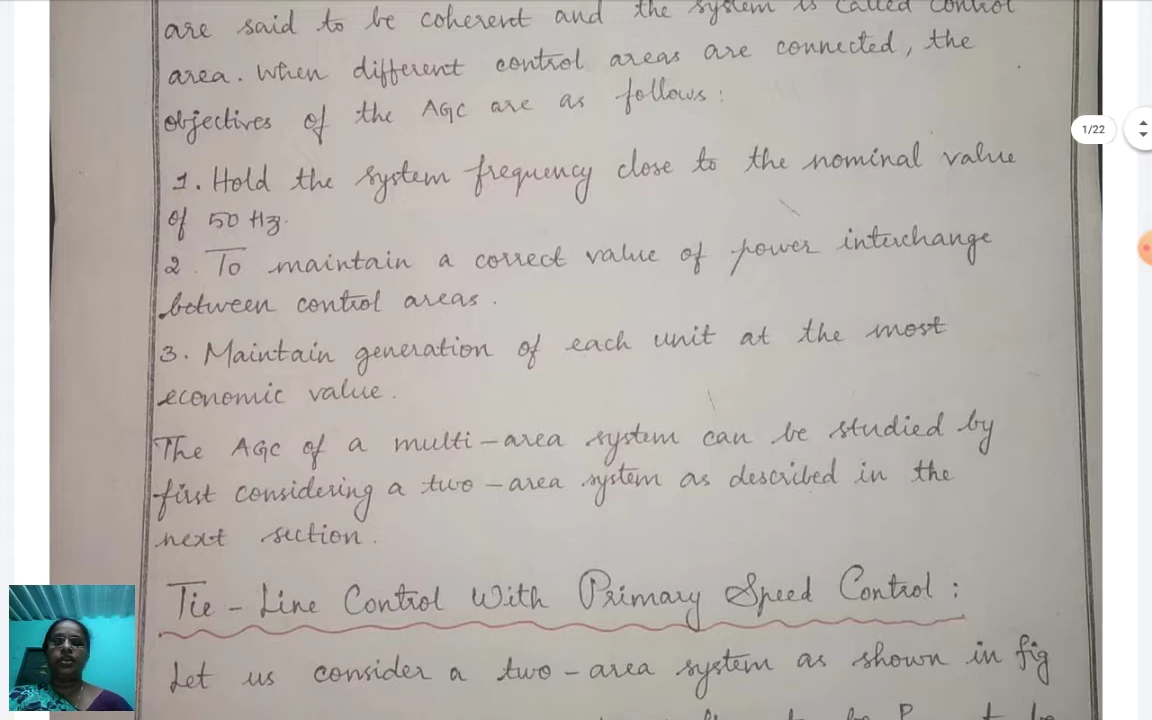 are said to be coherent and the system is called control
area. When different control areas are connected, the
objectives of the AGC are as follows:
1/22
1. Hold the system frequency close to the nominal value
of 50 Hz.
2. To maintain a correct value of power interchange
between control areas.
3. Maintain generation of each unit at the most
economic value.
The AGC of a multi-area system can be studied by
first considering a two-area system as described in the
next section.
Tie-Line Control With Primary Speed Control:
Let us consider a two-area system as shown in fig